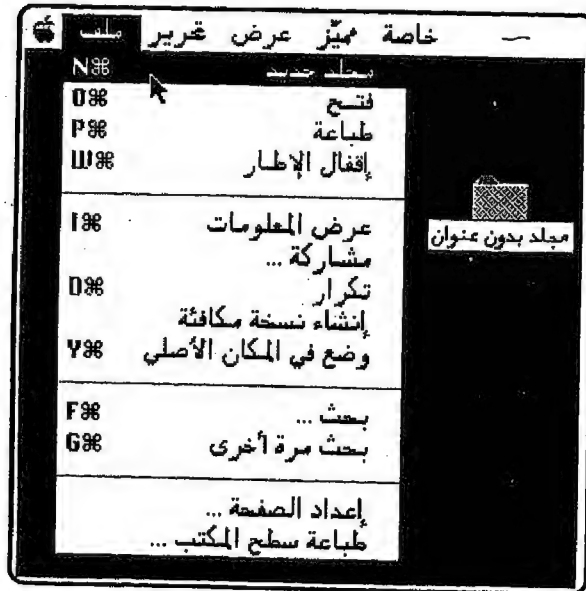 خاصة مميّز عرض تحرير ملف
مجلد جديد ⌘N
فتح ⌘O
طباعة ⌘P
إقفال الإطار ⌘W
عرض المعلومات ⌘I
مشاركة ...
تكرار ⌘D
إنشاء نسخة مكافئة
وضع في المكان الأصلي ⌘Y
بحث ... ⌘F
بحث مرة أخرى ⌘G
إعداد الصفحة ...
طباعة سطح المكتب ...
مجلد بدون عنوان